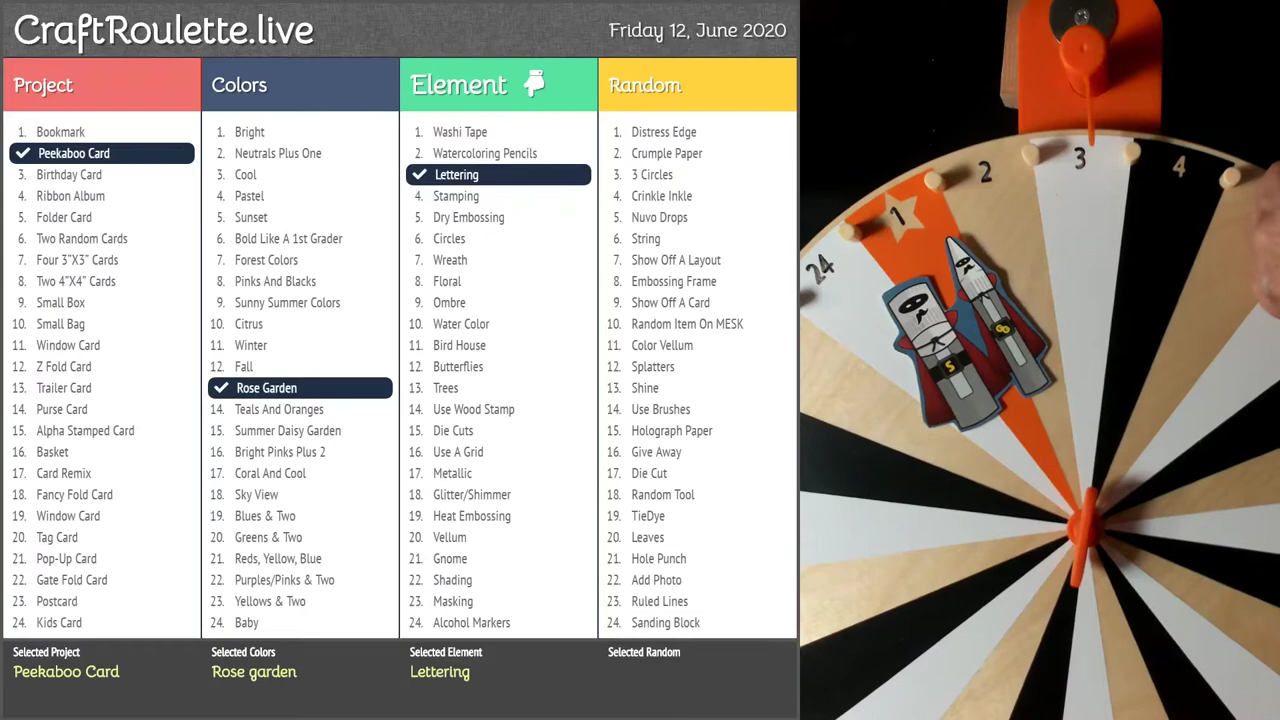 CraftRoulette.live
Friday 12, June 2020
Project
1. Bookmark
Peekaboo Card
3. Birthday Card
4. Ribbon Album
5. Folder Card
6. Two Random Cards
7. Four 3"X3" Cards
8. Two 4"X4" Cards
9. Small Box
10. Small Bag
11. Window Card
12. Z Fold Card
13. Trailer Card
14. Purse Card
15. Alpha Stamped Card
16. Basket
17. Card Remix
18. Fancy Fold Card
19. Window Card
20. Tag Card
21. Pop-Up Card
22. Gate Fold Card
23. Postcard
24. Kids Card
Colors
1. Bright
2. Neutrals Plus One
3. Cool
4. Pastel
5. Sunset
6. Bold Like A 1st Grader
7. Forest Colors
8. Pinks And Blacks
9. Sunny Summer Colors
10. Citrus
11. Winter
12. Fall
Rose Garden
14. Teals And Oranges
15. Summer Daisy Garden
16. Bright Pinks Plus 2
17. Coral And Cool
18. Sky View
19. Blues & Two
20. Greens & Two
21. Reds, Yellow, Blue
22. Purples/Pinks & Two
23. Yellows & Two
24. Baby
Element
1. Washi Tape
2. Watercoloring Pencils
Lettering
4. Stamping
5. Dry Embossing
6. Circles
7. Wreath
8. Floral
9. Ombre
10. Water Color
11. Bird House
12. Butterflies
13. Trees
14. Use Wood Stamp
15. Die Cuts
16. Use A Grid
17. Metallic
18. Glitter/Shimmer
19. Heat Embossing
20. Vellum
21. Gnome
22. Shading
23. Masking
24. Alcohol Markers
Random
1. Distress Edge
2. Crumple Paper
3. 3 Circles
4. Crinkle Inkle
5. Nuvo Drops
6. String
7. Show Off A Layout
8. Embossing Frame
9. Show Off A Card
10. Random Item On MESK
11. Color Vellum
12. Splatters
13. Shine
14. Use Brushes
15. Holograph Paper
16. Give Away
17. Die Cut
18. Random Tool
19. TieDye
20. Leaves
21. Hole Punch
22. Add Photo
23. Ruled Lines
24. Sanding Block
Selected Project
Peekaboo Card
Selected Colors
Rose garden
Selected Element
Lettering
Selected Random
24
1
2
3
4
S
GG